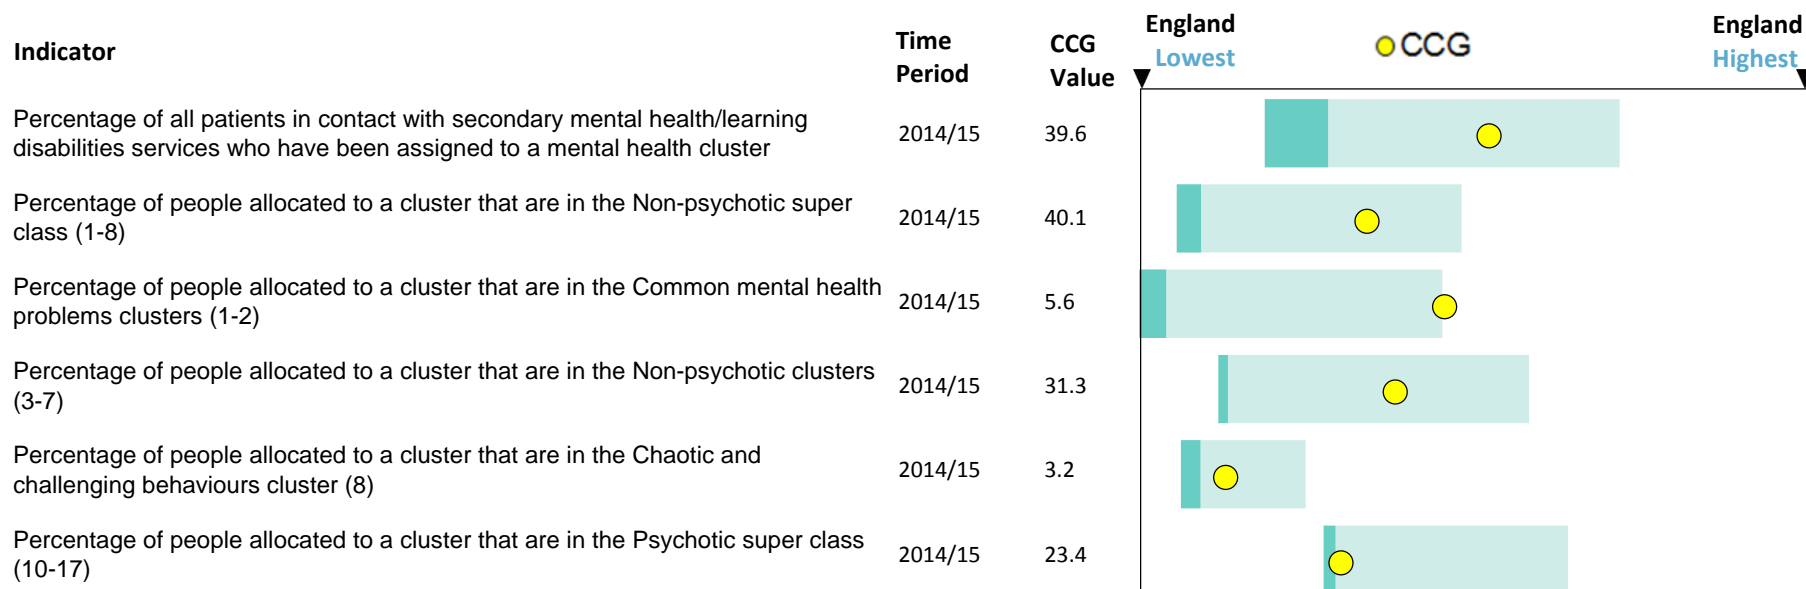 Indicator
Time
Period
CCG
Value
England
Lowest
CCG
England
Highest
Percentage of all patients in contact with secondary mental health/learning
disabilities services who have been assigned to a mental health cluster
2014/15
39.6
Percentage of people allocated to a cluster that are in the Non-psychotic super
class (1-8)
2014/15
40.1
Percentage of people allocated to a cluster that are in the Common mental health
problems clusters (1-2)
2014/15
5.6
Percentage of people allocated to a cluster that are in the Non-psychotic clusters
(3-7)
2014/15
31.3
Percentage of people allocated to a cluster that are in the Chaotic and
challenging behaviours cluster (8)
2014/15
3.2
Percentage of people allocated to a cluster that are in the Psychotic super class
(10-17)
2014/15
23.4